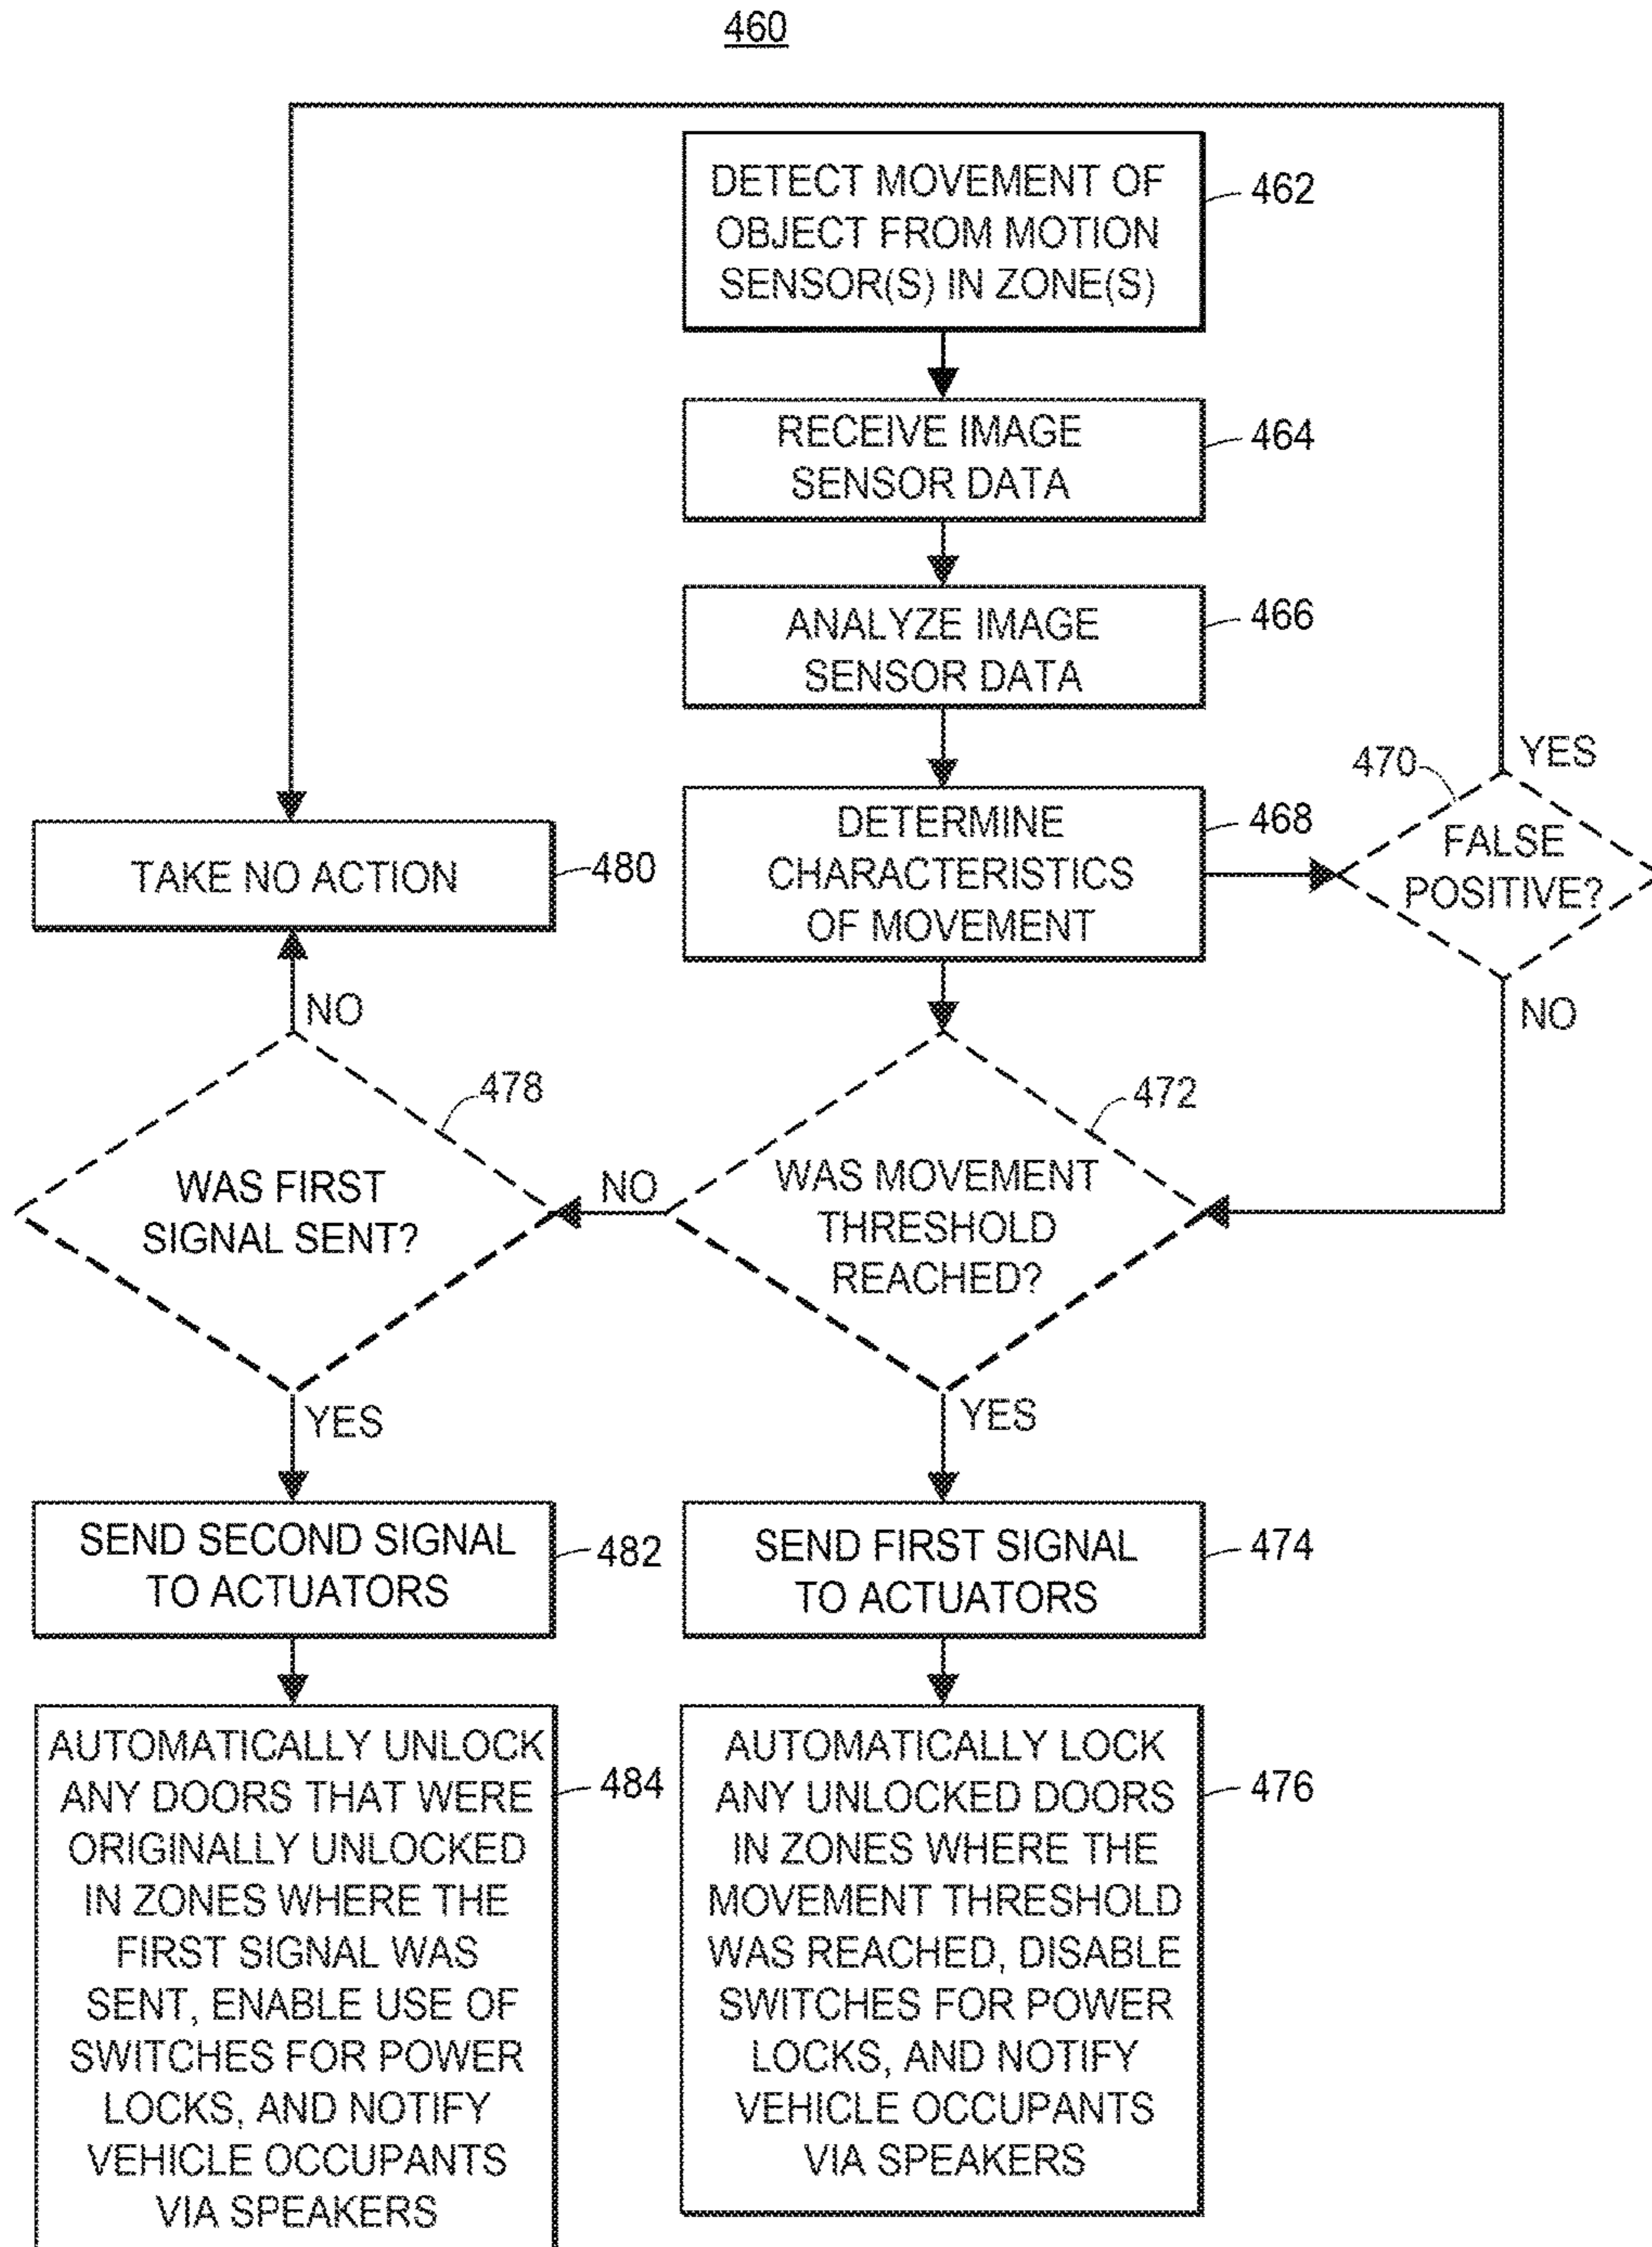 460
DETECT MOVEMENT OF
OBJECT FROM MOTION
SENSOR(S) IN ZONE(S)
462
RECEIVE IMAGE
SENSOR DATA
464
ANALYZE IMAGE
SENSOR DATA
466
DETERMINE
CHARACTERISTICS
OF MOVEMENT
468
470
YES
FALSE
POSITIVE?
NO
TAKE NO ACTION
480
NO
478
WAS FIRST
SIGNAL SENT?
NO
472
WAS MOVEMENT
THRESHOLD
REACHED?
YES
YES
SEND SECOND SIGNAL
TO ACTUATORS
482
SEND FIRST SIGNAL
TO ACTUATORS
474
AUTOMATICALLY UNLOCK
ANY DOORS THAT WERE
ORIGINALLY UNLOCKED
IN ZONES WHERE THE
FIRST SIGNAL WAS
SENT, ENABLE USE OF
SWITCHES FOR POWER
LOCKS, AND NOTIFY
VEHICLE OCCUPANTS
VIA SPEAKERS
484
AUTOMATICALLY LOCK
ANY UNLOCKED DOORS
IN ZONES WHERE THE
MOVEMENT THRESHOLD
WAS REACHED, DISABLE
SWITCHES FOR POWER
LOCKS, AND NOTIFY
VEHICLE OCCUPANTS
VIA SPEAKERS
476